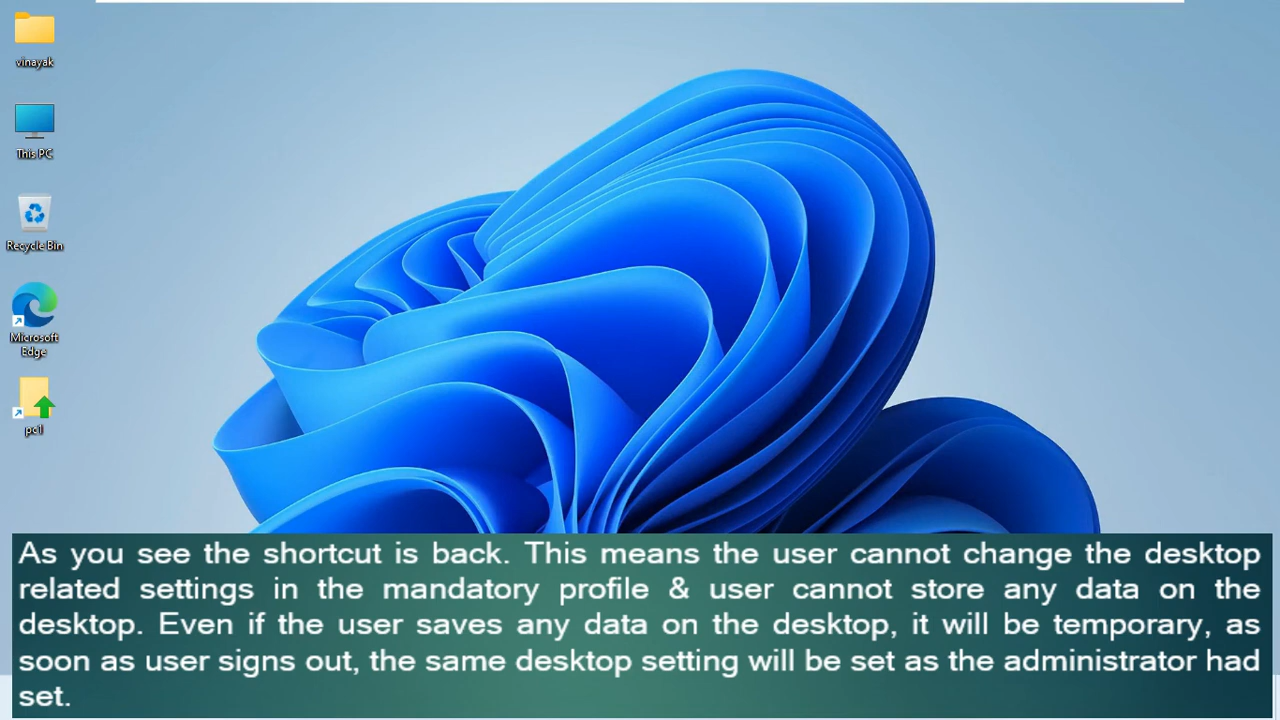 vinayak
This PC
Recycle Bin
Microsoft
Edge
pc1
As you see the shortcut is back. This means the user cannot change the desktop
related settings in the mandatory profile & user cannot store any data on the
desktop. Even if the user saves any data on the desktop, it will be temporary, as
soon as user signs out, the same desktop setting will be set as the administrator had
set.